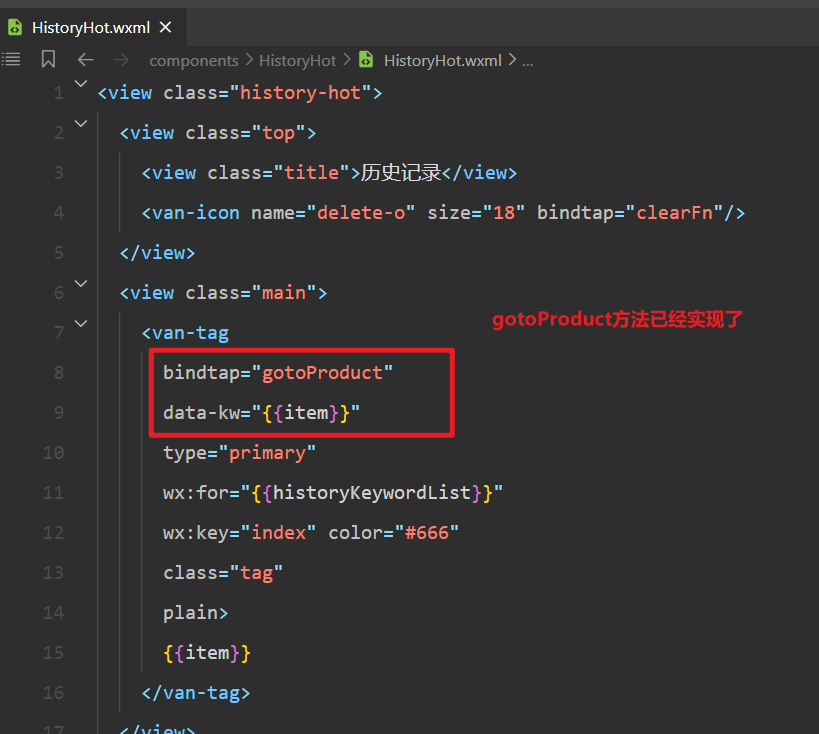 HistoryHot.wxml ×
components > HistoryHot > HistoryHot.wxml > ...
1 <view class="history-hot">
2 <view class="top">
3 <view class="title">历史记录</view>
4 <van-icon name="delete-o" size="18" bindtap="clearFn"/>
5 </view>
6 <view class="main">
gotoProduct方法已经实现了
7 <van-tag
8 bindtap="gotoProduct"
9 data-kw="{{item}}"
10 type="primary"
11 wx:for="{{historyKeywordList}}"
12 wx:key="index" color="#666"
13 class="tag"
14 plain>
15 {{item}}
16 </van-tag>
17 </view>